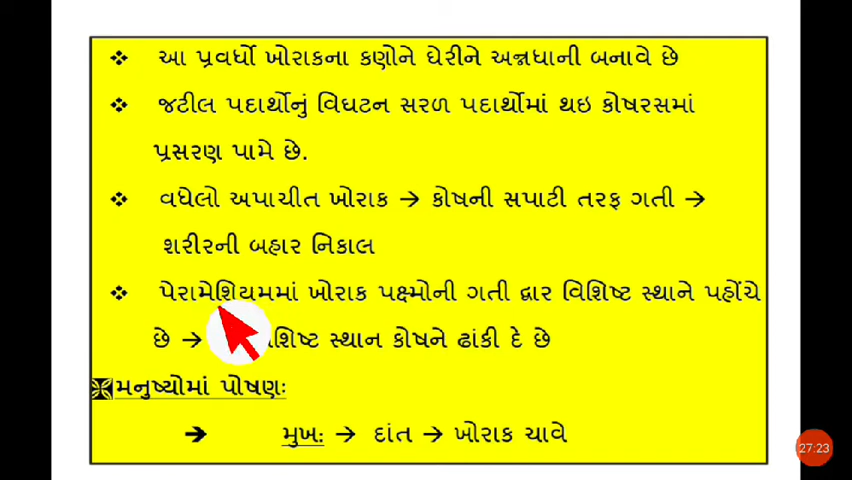 ❖ આ પ્રવર્ધો ખોરાકના કણોને ઘેરીને અન્નધાની બનાવે છે
❖ જટીલ પદાર્થોનું વિઘટન સરળ પદાર્થોમાં થઇ કોષરસમાં
પ્રસરણ પામે છે.
❖ વધેલો અપાચીત ખોરાક → કોષની સપાટી તરફ ગતી →
શરીરની બહાર નિકાલ
❖ પેરામેશિયમમાં ખોરાક પક્ષ્મોની ગતી દ્વાર વિશિષ્ટ સ્થાને પહોંચે
છે → શિષ્ટ સ્થાન કોષને ઢાંકી દે છે
મનુષ્યોમાં પોષણઃ
→ મુખઃ → દાંત → ખોરાક ચાવે
27:23